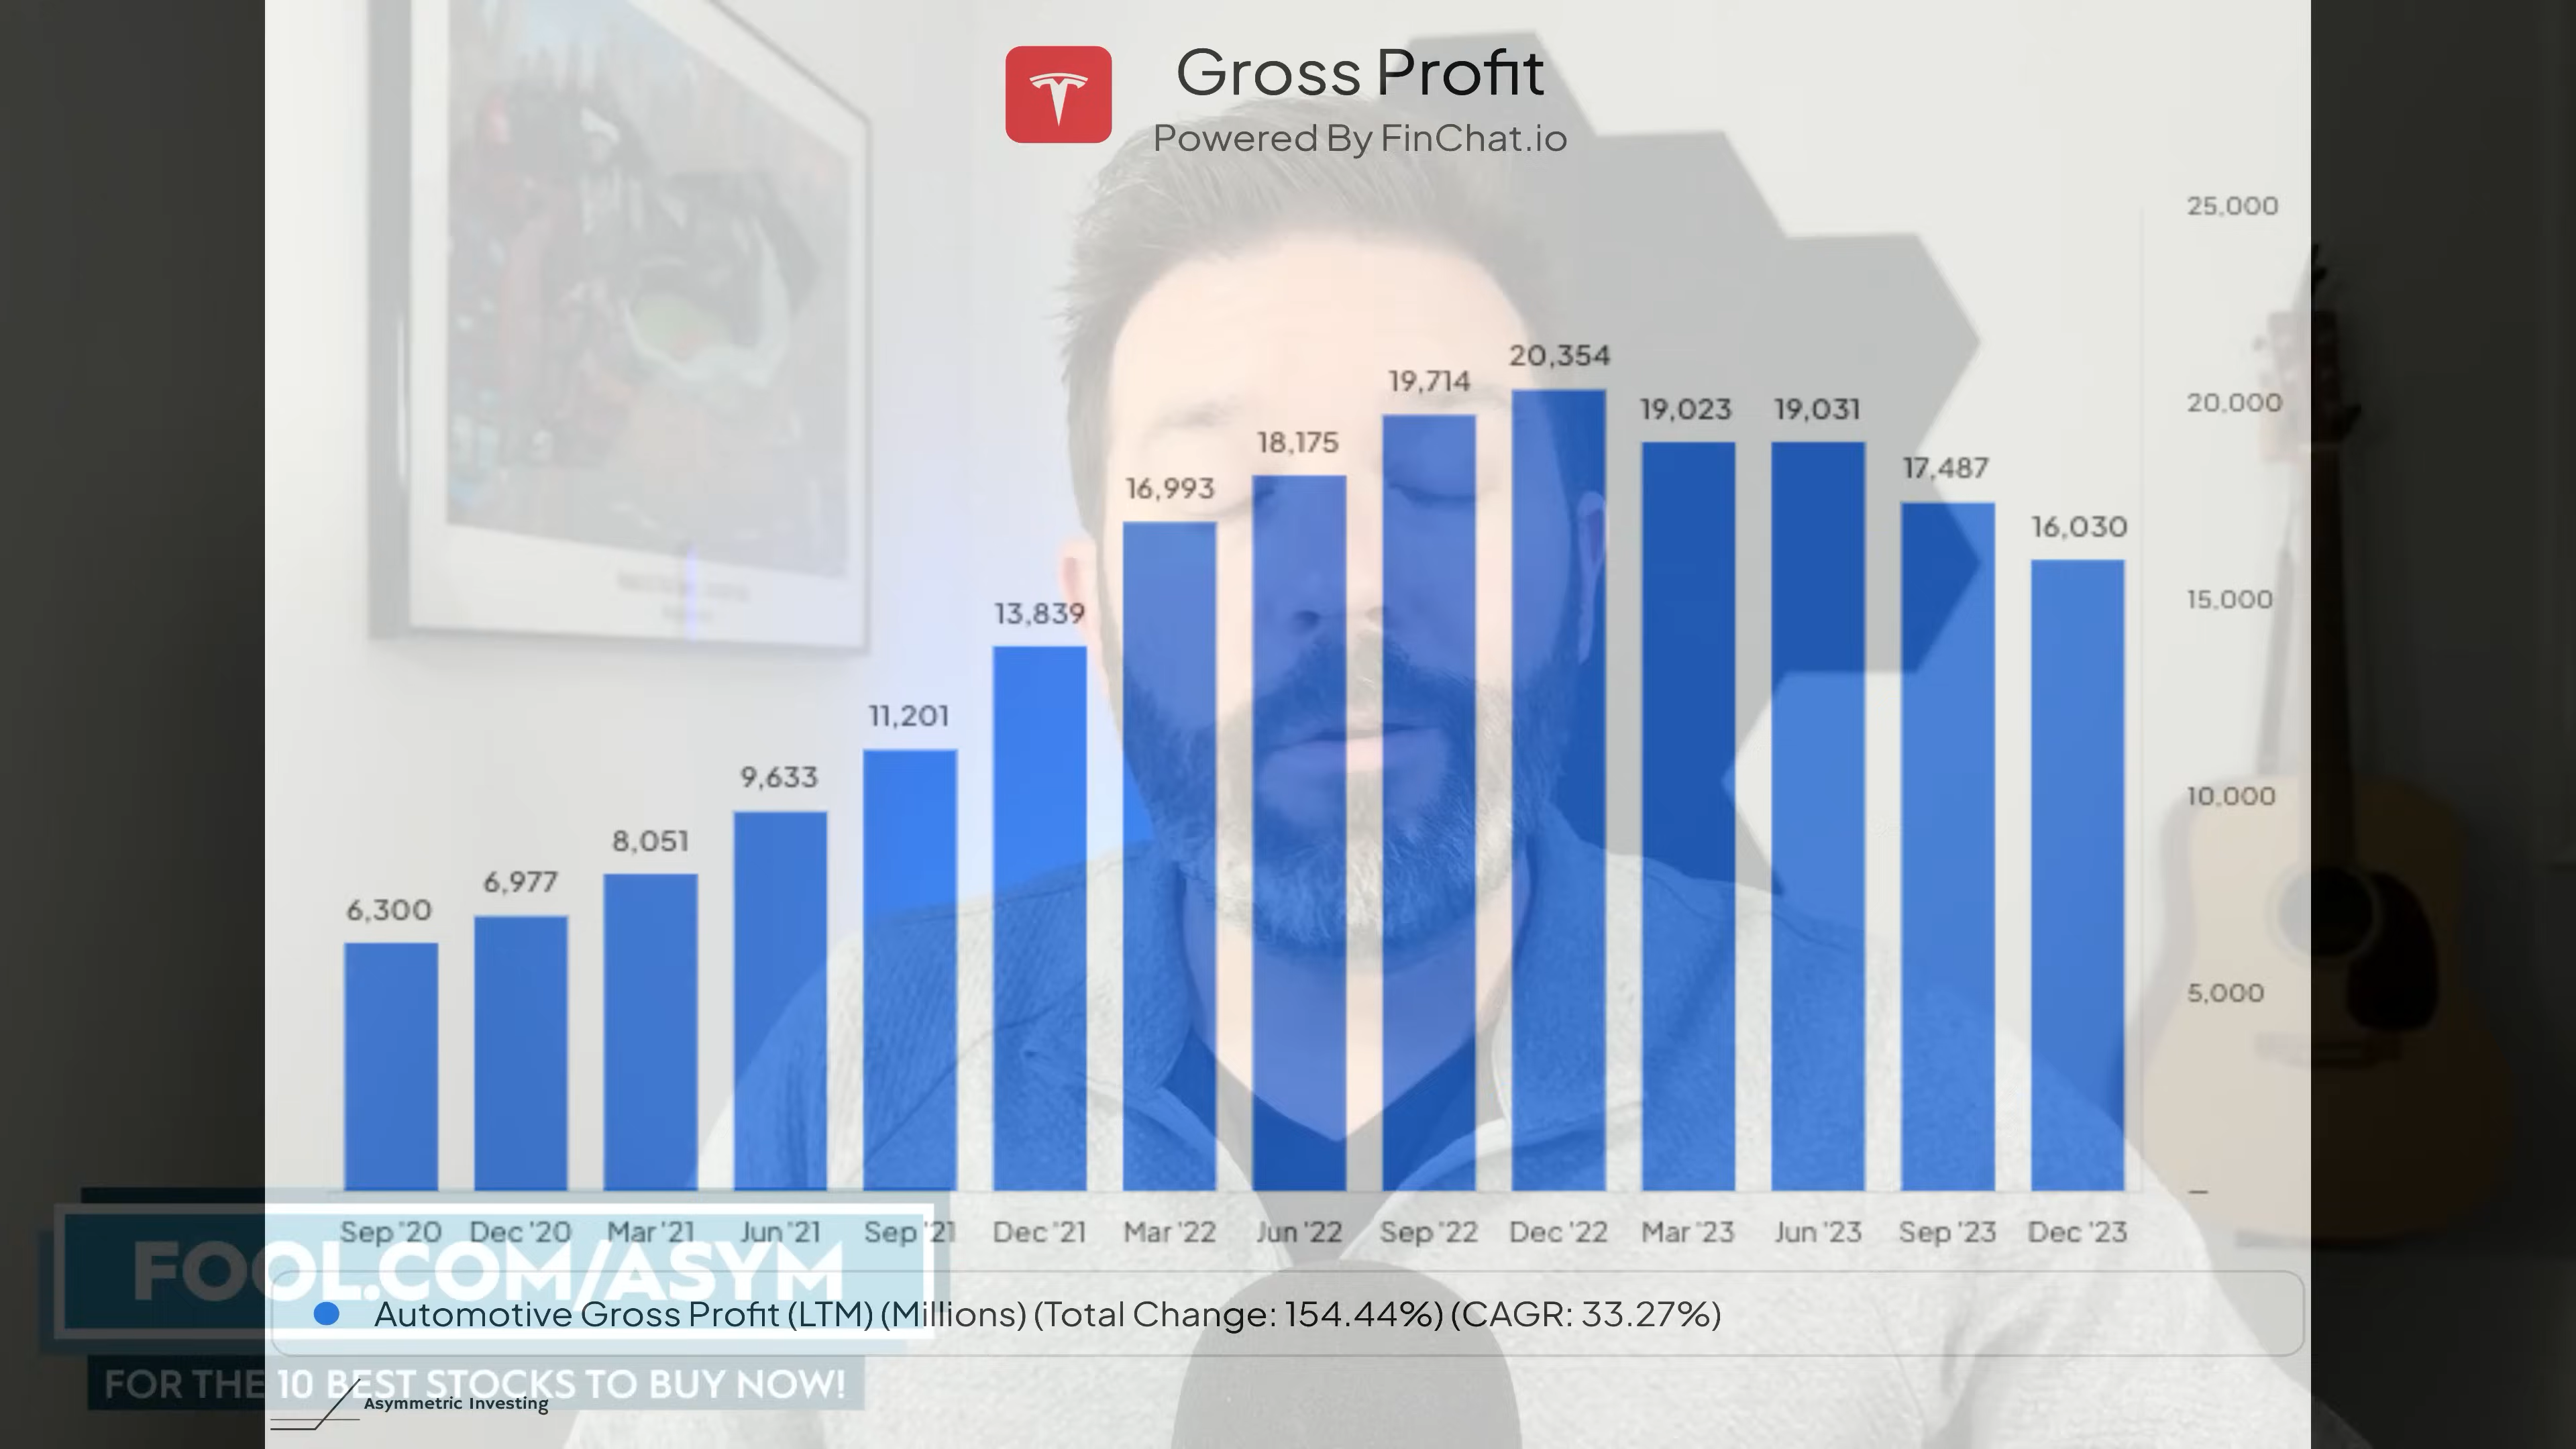 Gross Profit
Powered By FinChat.io
25,000
20,000
15,000
10,000
5,000
—
6,300
6,977
8,051
9,633
11,201
13,839
16,993
18,175
19,714
20,354
19,023
19,031
17,487
16,030
Sep '20 Dec '20 Mar '21 Jun '21 Sep '21 Dec '21 Mar '22 Jun '22 Sep '22 Dec '22 Mar '23 Jun '23 Sep '23 Dec '23
FOOL.COM/ASYM
Automotive Gross Profit (LTM) (Millions) (Total Change: 154.44%) (CAGR: 33.27%)
FOR THE 10 BEST STOCKS TO BUY NOW!
Asymmetric Investing